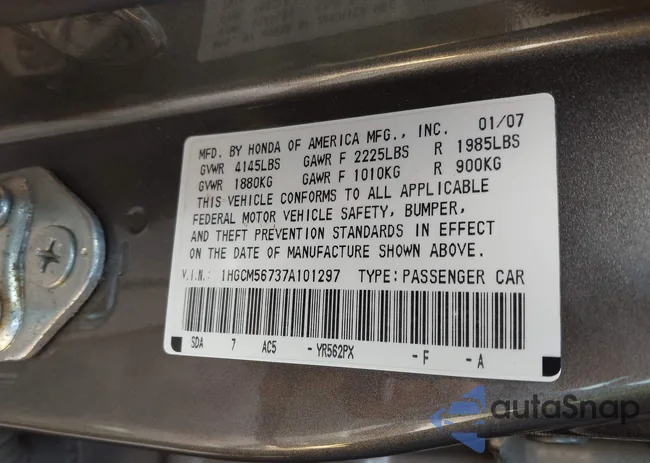 MFD. BY HONDA OF AMERICA MFG., INC. 01/07
GVWR 4145LBS GAWR F 2225LBS R 1985LBS
GVWR 1880KG GAWR F 1010KG R 900KG
THIS VEHICLE CONFORMS TO ALL APPLICABLE
FEDERAL MOTOR VEHICLE SAFETY, BUMPER,
AND THEFT PREVENTION STANDARDS IN EFFECT
ON THE DATE OF MANUFACTURE SHOWN ABOVE.
V.I.N.: 1HGCM56737A101297 TYPE: PASSENGER CAR
SDA 7 AC5 - YR562PX - F - A
autaSnap